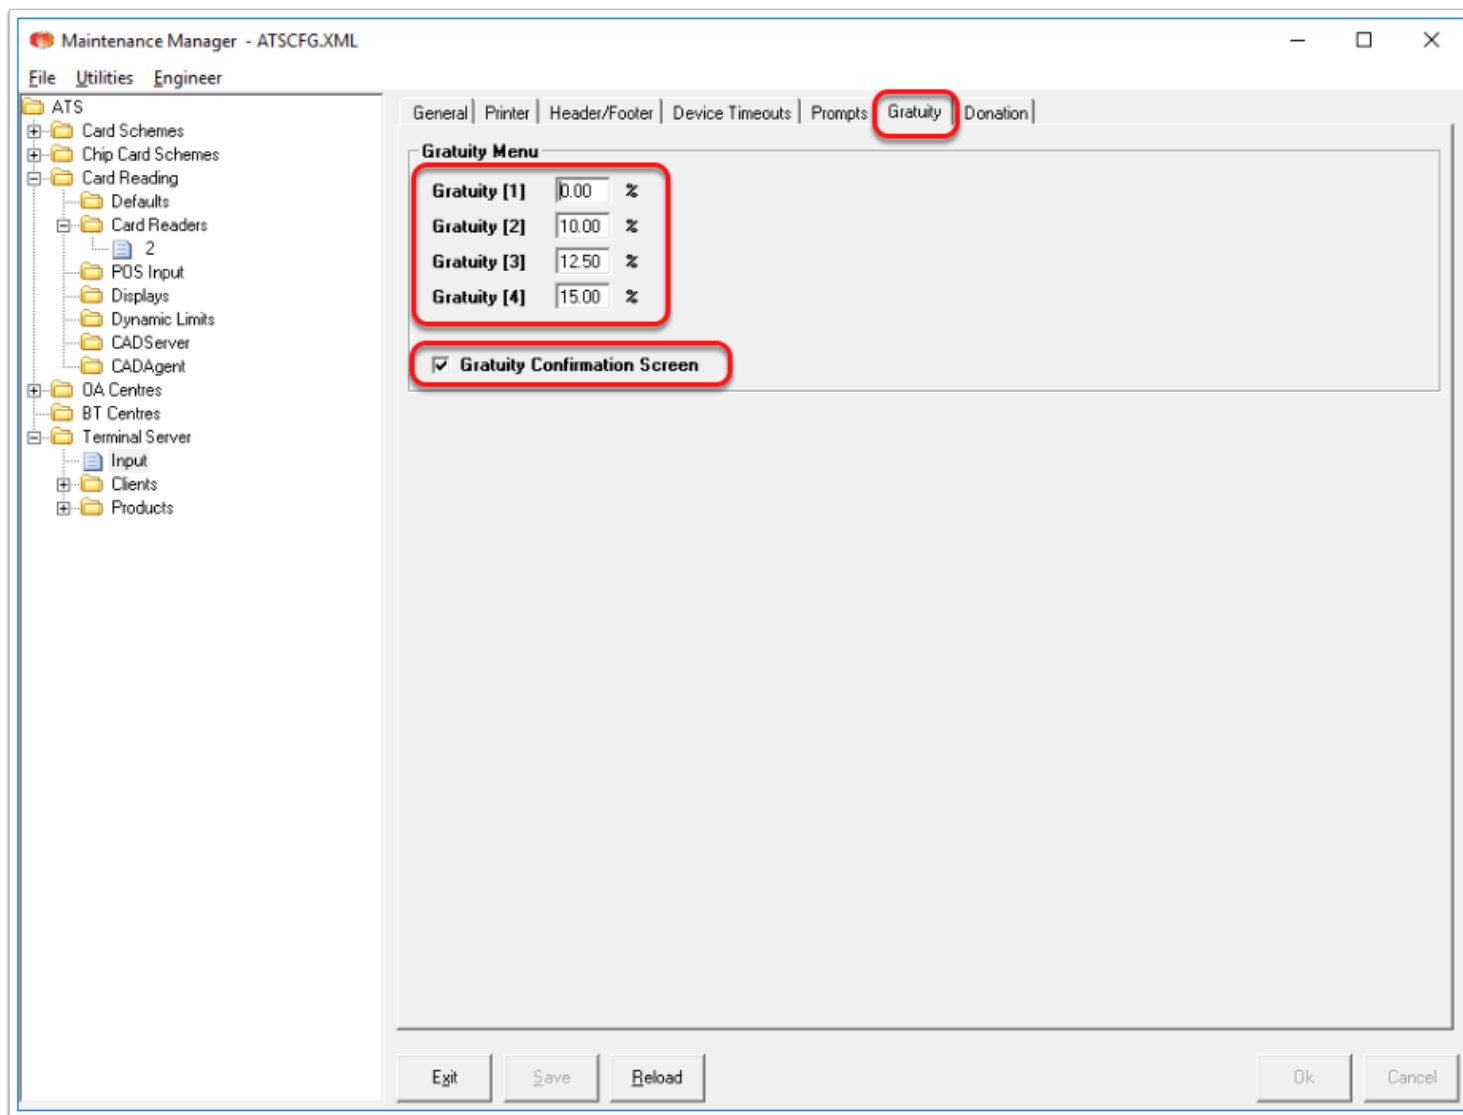 Maintenance Manager - ATSCFG.XML
File Utilities Engineer
ATS
Card Schemes
Chip Card Schemes
Card Reading
Defaults
Card Readers
2
POS Input
Displays
Dynamic Limits
CADServer
CADAgent
OA Centres
BT Centres
Terminal Server
Input
Clients
Products
General Printer Header/Footer Device Timeouts Prompts Gratuity Donation
Gratuity Menu
Gratuity [1] 0.00 %
Gratuity [2] 10.00 %
Gratuity [3] 12.50 %
Gratuity [4] 15.00 %
Gratuity Confirmation Screen
Exit Save Reload Ok Cancel